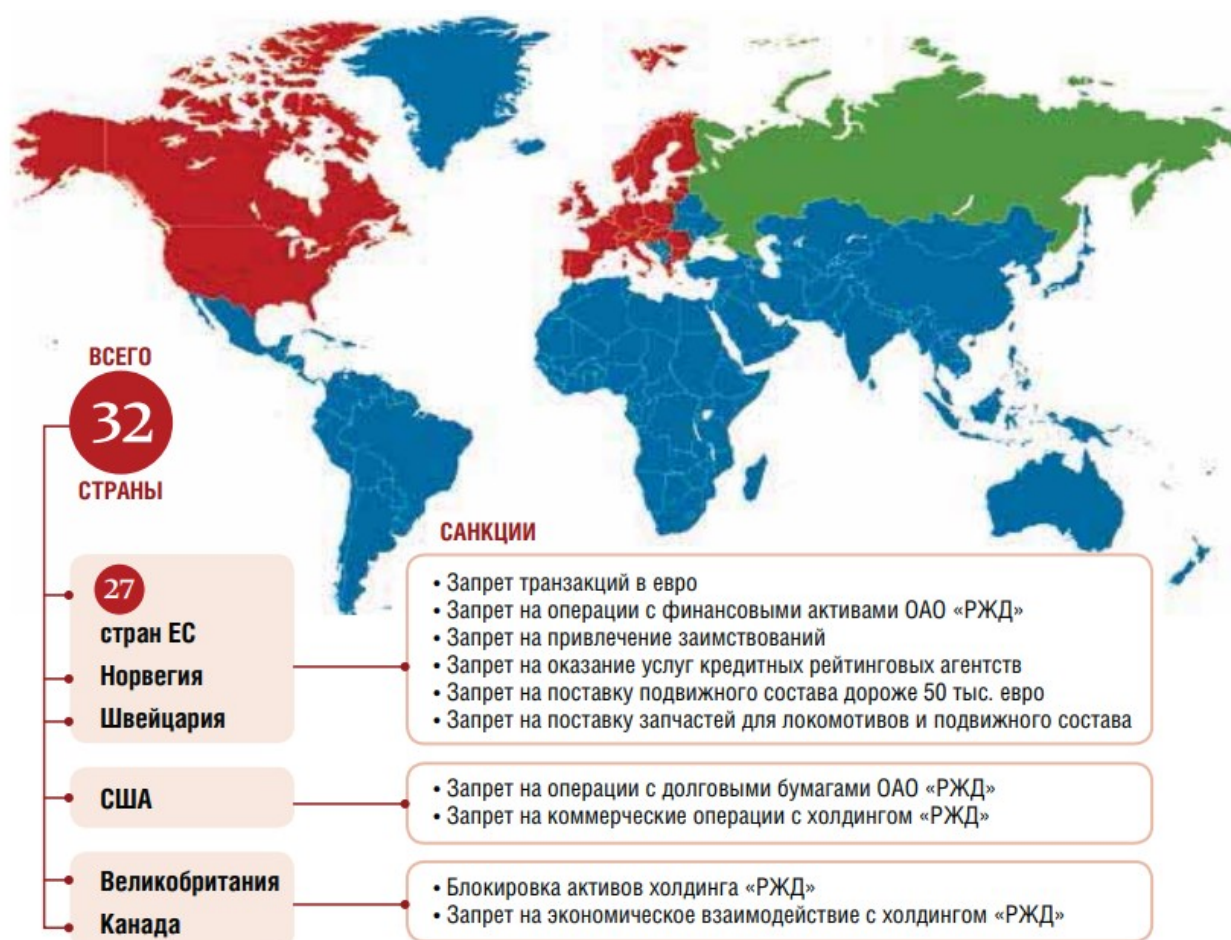 ВСЕГО
32
СТРАНЫ
27
стран ЕС
Норвегия
Швейцария
США
Великобритания
Канада
САНКЦИИ
• Запрет транзакций в евро
• Запрет на операции с финансовыми активами ОАО «РЖД»
• Запрет на привлечение заимствований
• Запрет на оказание услуг кредитных рейтинговых агентств
• Запрет на поставку подвижного состава дороже 50 тыс. евро
• Запрет на поставку запчастей для локомотивов и подвижного состава
• Запрет на операции с долговыми бумагами ОАО «РЖД»
• Запрет на коммерческие операции с холдингом «РЖД»
• Блокировка активов холдинга «РЖД»
• Запрет на экономическое взаимодействие с холдингом «РЖД»